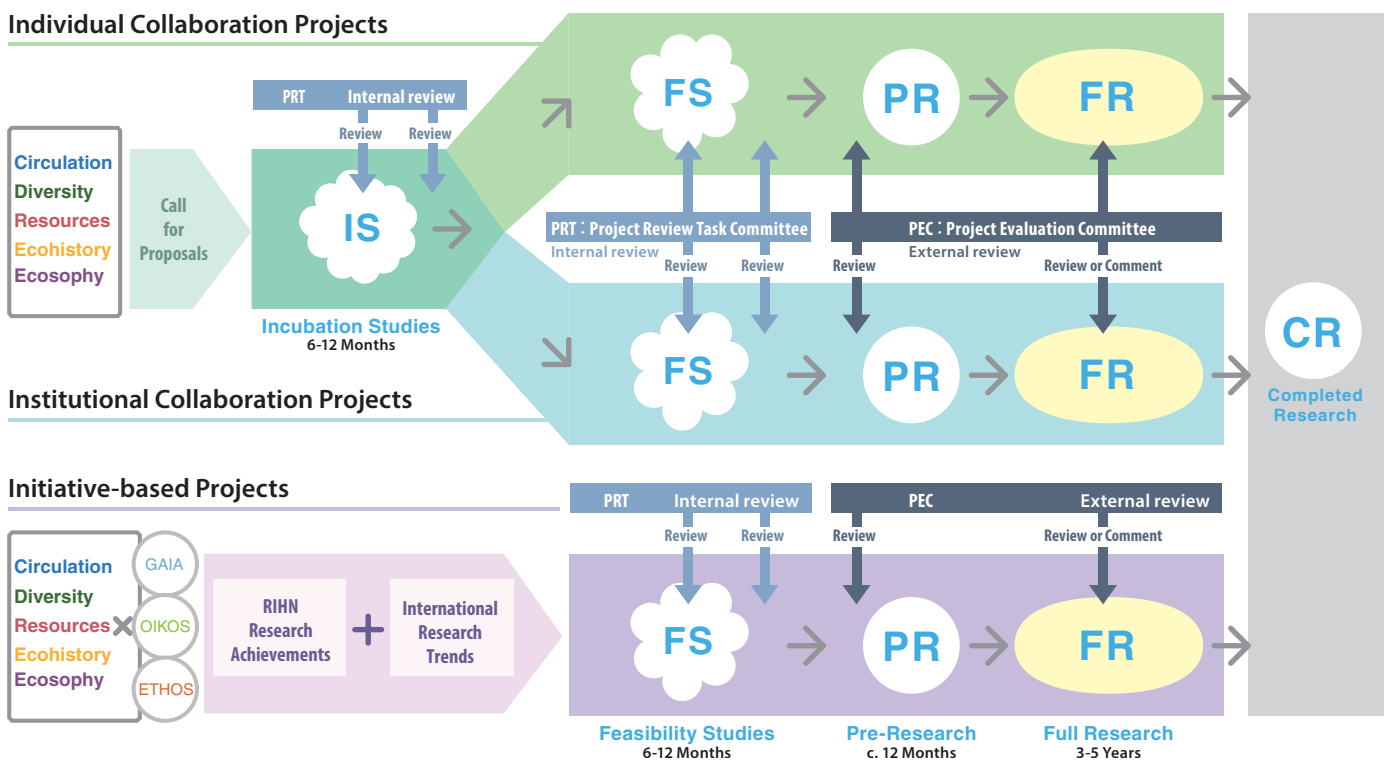 Individual Collaboration Projects
PRT Internal review
Review Review
Circulation
Diversity
Resources
Ecohistory
Ecosophy
Call
for
Proposals
IS
Incubation Studies
6-12 Months
FS
PR
FR
PRT : Project Review Task Committee
Internal review
Review Review
PEC : Project Evaluation Committee
External review
Review Review or Comment
FS
PR
FR
Institutional Collaboration Projects
CR
Completed
Research
Initiative-based Projects
PRT Internal review
Review Review
PEC External review
Review Review or Comment
Circulation
Diversity
Resources
Ecohistory
Ecosophy
×
GAIA
OIKOS
ETHOS
RIHN
Research
Achievements
+
International
Research
Trends
FS
PR
FR
Feasibility Studies
6-12 Months
Pre-Research
c. 12 Months
Full Research
3-5 Years